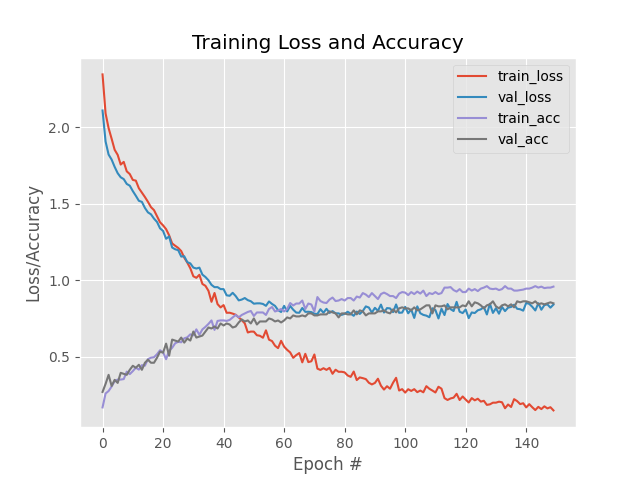 Training Loss and Accuracy
train_loss
val_loss
train_acc
val_acc
2.0
1.5
1.0
0.5
Loss/Accuracy
0 20 40 60 80 100 120 140
Epoch #